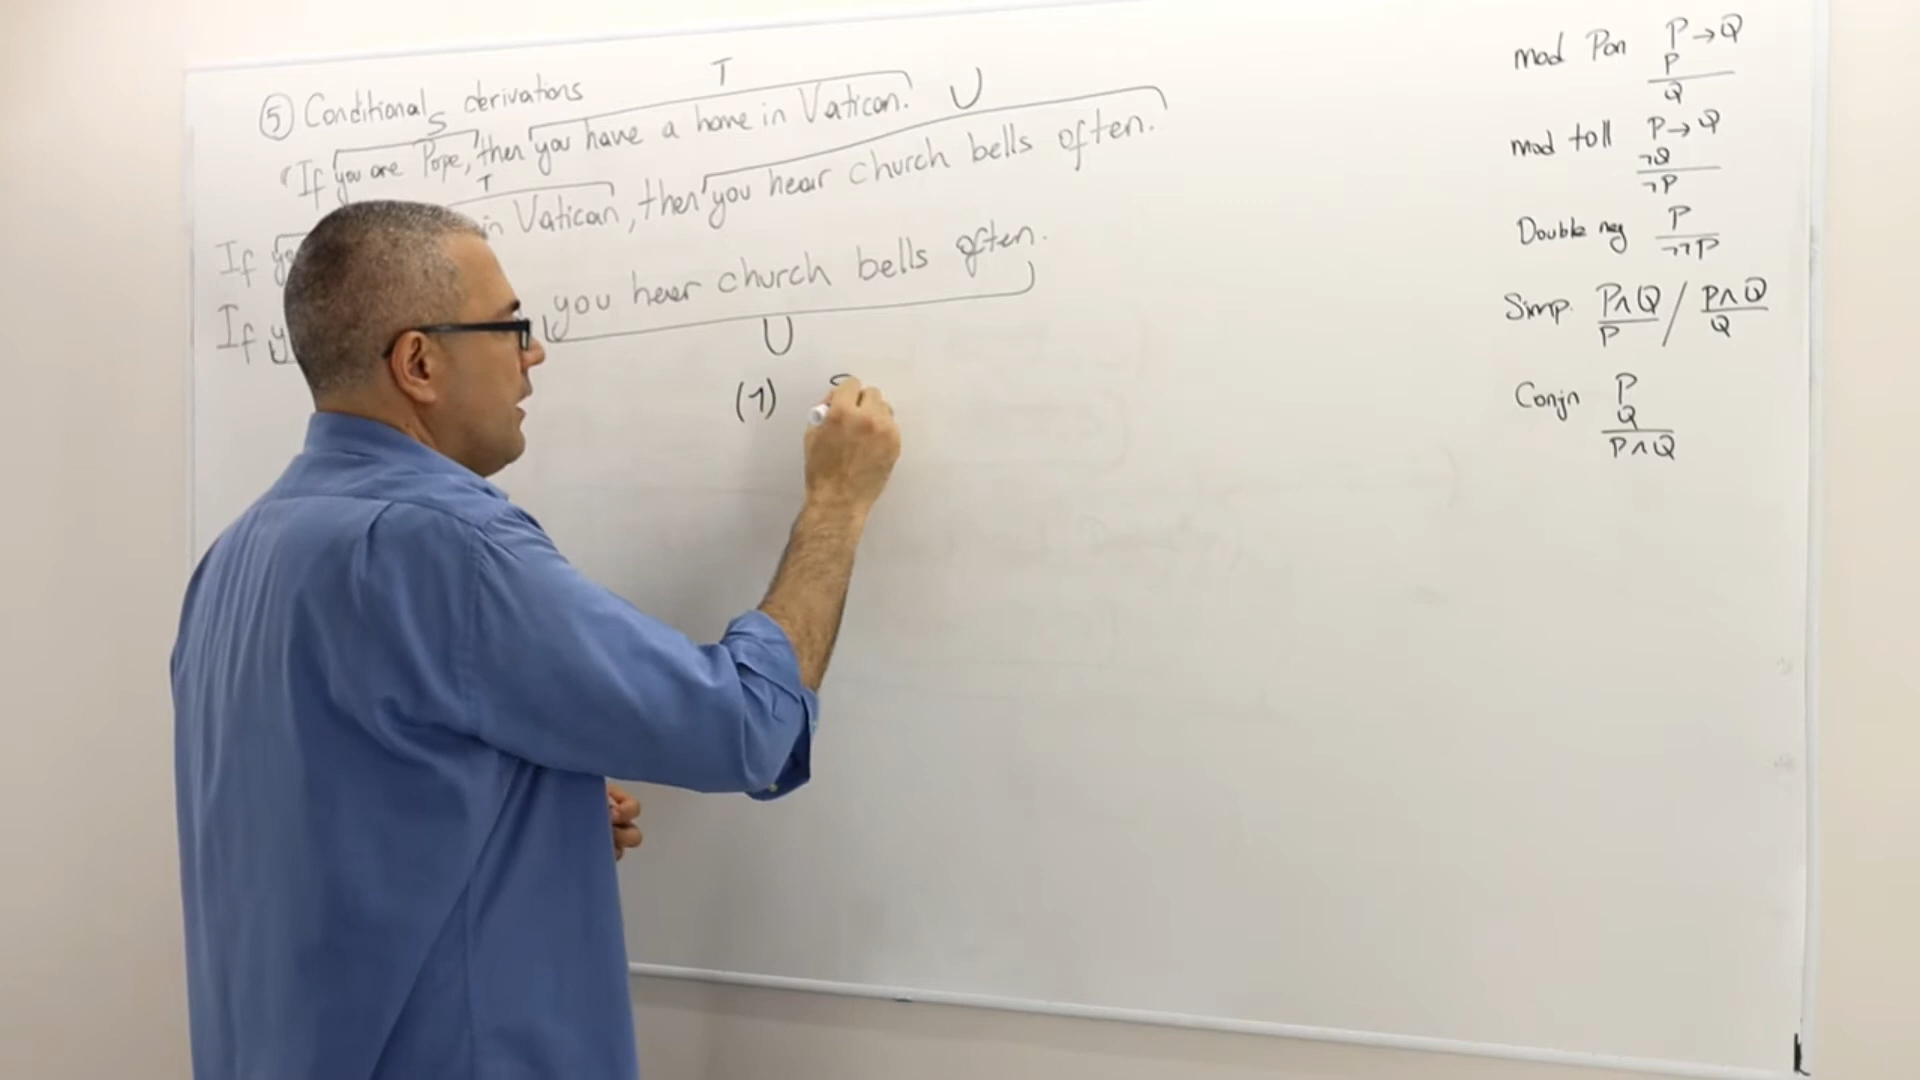 ⑤ Conditional derivations
S T
"If you are Pope, then you have a home in Vatican.
T U
If in Vatican, then you hear church bells often.
If you hear church bells often.
U
(1)
mod Pon P→Q
P
Q
mod toll P→Q
¬Q
¬P
Double neg P
¬¬P
Simp. P∧Q / P∧Q
P Q
Conjn P
Q
P∧Q